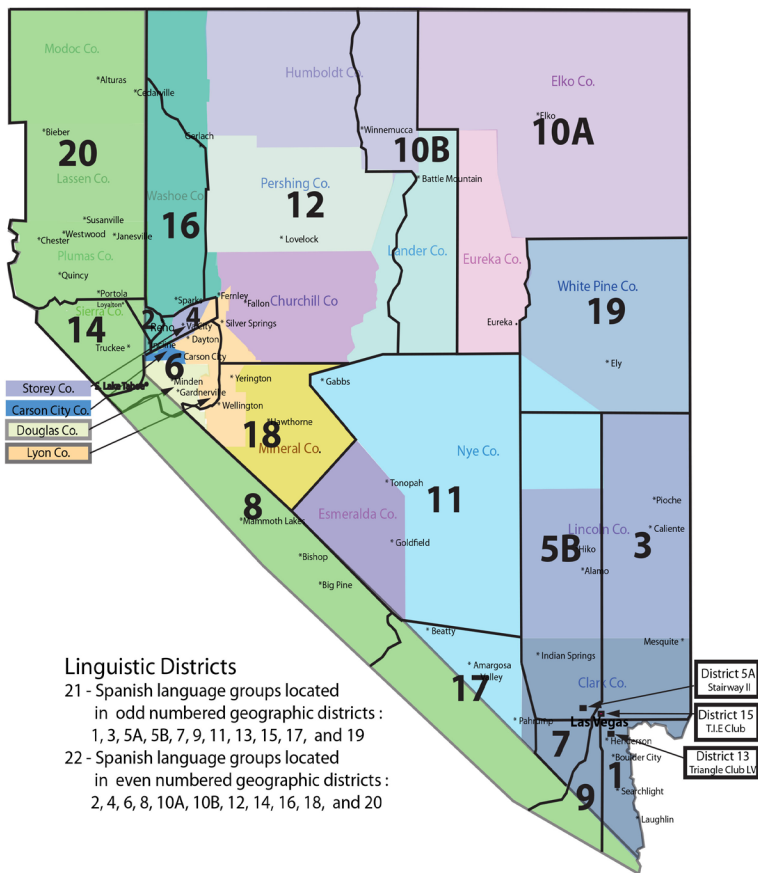 Modoc Co.
*Alturas
*Cedarville
Humboldt Co.
Elko Co.
*Elko
10A
*Bieber
20
Lassen Co.
Gerlach
*Winnemucca
10B
*Battle Mountain
Washoe Co
16
Pershing Co.
12
*Lovelock
*Susanville
*Westwood
*Janesville
*Chester
Plumas Co.
*Quincy
Lander Co.
Eureka Co.
Eureka
White Pine Co.
19
*Ely
*Portola
Loyalton*
Sierra Co.
14
Truckee*
*Sparks
*Fernley
*Fallon
Churchill Co
2
Reno
4
*Silver Springs
*Dayton
Carson City
6
*Minden
*Gardnerville
*Yerington
*Wellington
*Gabbs
S. Lake Tahoe*
Storey Co.
Carson City Co.
Douglas Co.
Lyon Co.
*Hawthorne
18
Mineral Co.
Nye Co.
*Tonopah
11
8
*Mammoth Lakes
Esmeralda Co.
*Goldfield
*Bishop
*Big Pine
*Pioche
Lincoln Co.
*Caliente
5B
*Hiko
*Alamo
3
*Beatty
*Amargosa
Valley
17
*Indian Springs
Mesquite*
Clark Co.
*Pahrump
Las Vegas
7
*Henderson
*Boulder City
1
9
*Searchlight
*Laughlin
District 5A
Stairway II
District 15
T.I.E Club
District 13
Triangle Club LV
Linguistic Districts
21 - Spanish language groups located
in odd numbered geographic districts :
1, 3, 5A, 5B, 7, 9, 11, 13, 15, 17, and 19
22 - Spanish language groups located
in even numbered geographic districts :
2, 4, 6, 8, 10A, 10B, 12, 14, 16, 18, and 20